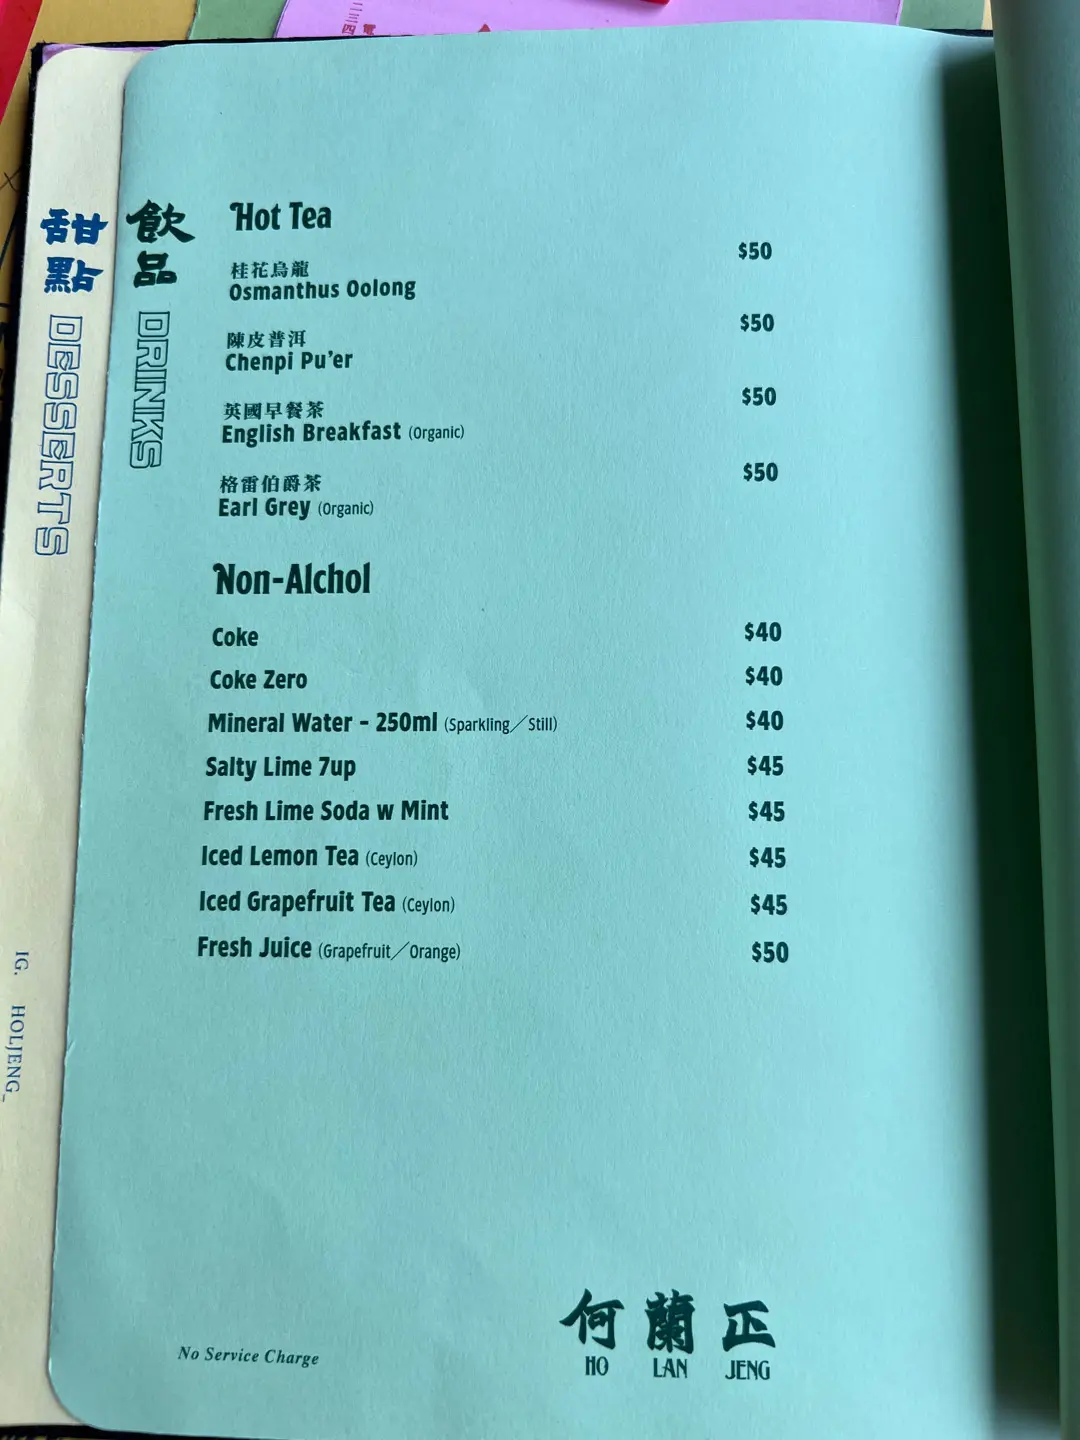 甜點
DESSERTS
飲品
DRINKS
Hot Tea
桂花烏龍
Osmanthus Oolong
$50
陳皮普洱
Chenpi Pu'er
$50
英國早餐茶
English Breakfast (Organic)
$50
格雷伯爵茶
Earl Grey (Organic)
$50
Non-Alchol
Coke $40
Coke Zero $40
Mineral Water - 250ml (Sparkling／Still) $40
Salty Lime 7up $45
Fresh Lime Soda w Mint $45
Iced Lemon Tea (Ceylon) $45
Iced Grapefruit Tea (Ceylon) $45
Fresh Juice (Grapefruit／Orange) $50
IG. HOLJENG_
No Service Charge
何蘭正
HO LAN JENG